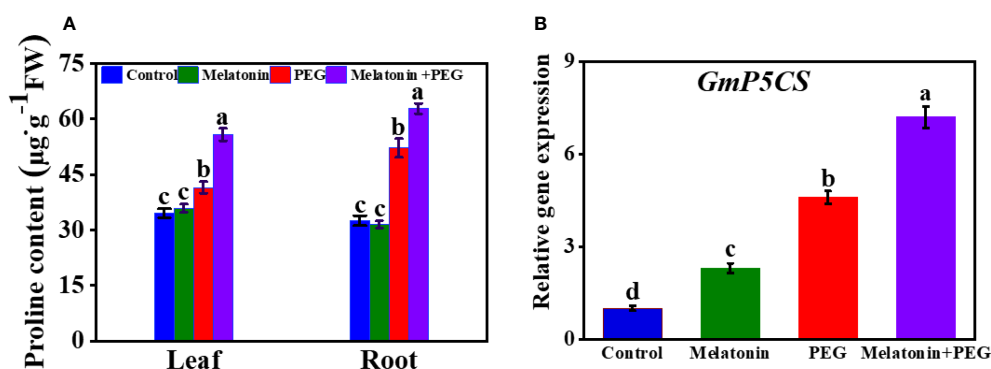 A
Proline content (µg·g⁻¹FW)
75
60
45
30
15
0
Control Melatonin PEG Melatonin +PEG
c c b a
c c b a
Leaf Root
B
Relative gene expression
9
6
3
0
GmP5CS
d
c
b
a
Control Melatonin PEG Melatonin+PEG